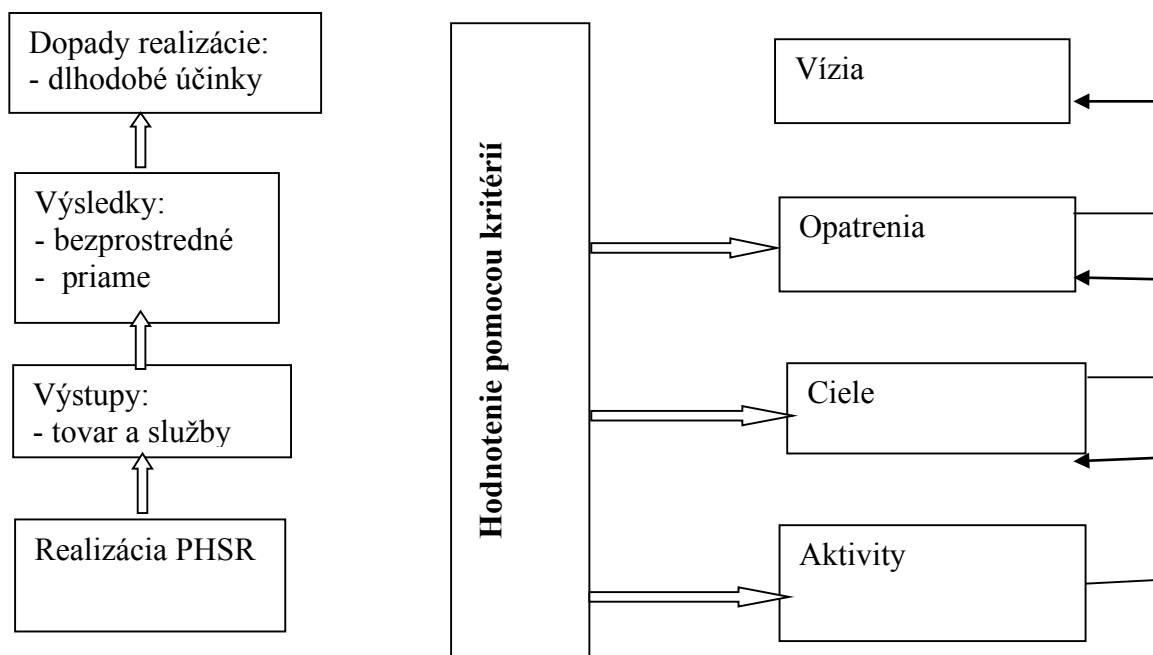 Dopady realizácie:
- dlhodobé účinky
Výsledky:
- bezprostredné
- priame
Výstupy:
- tovar a služby
Realizácia PHSR
Hodnotenie pomocou kritérií
Vízia
Opatrenia
Ciele
Aktivity